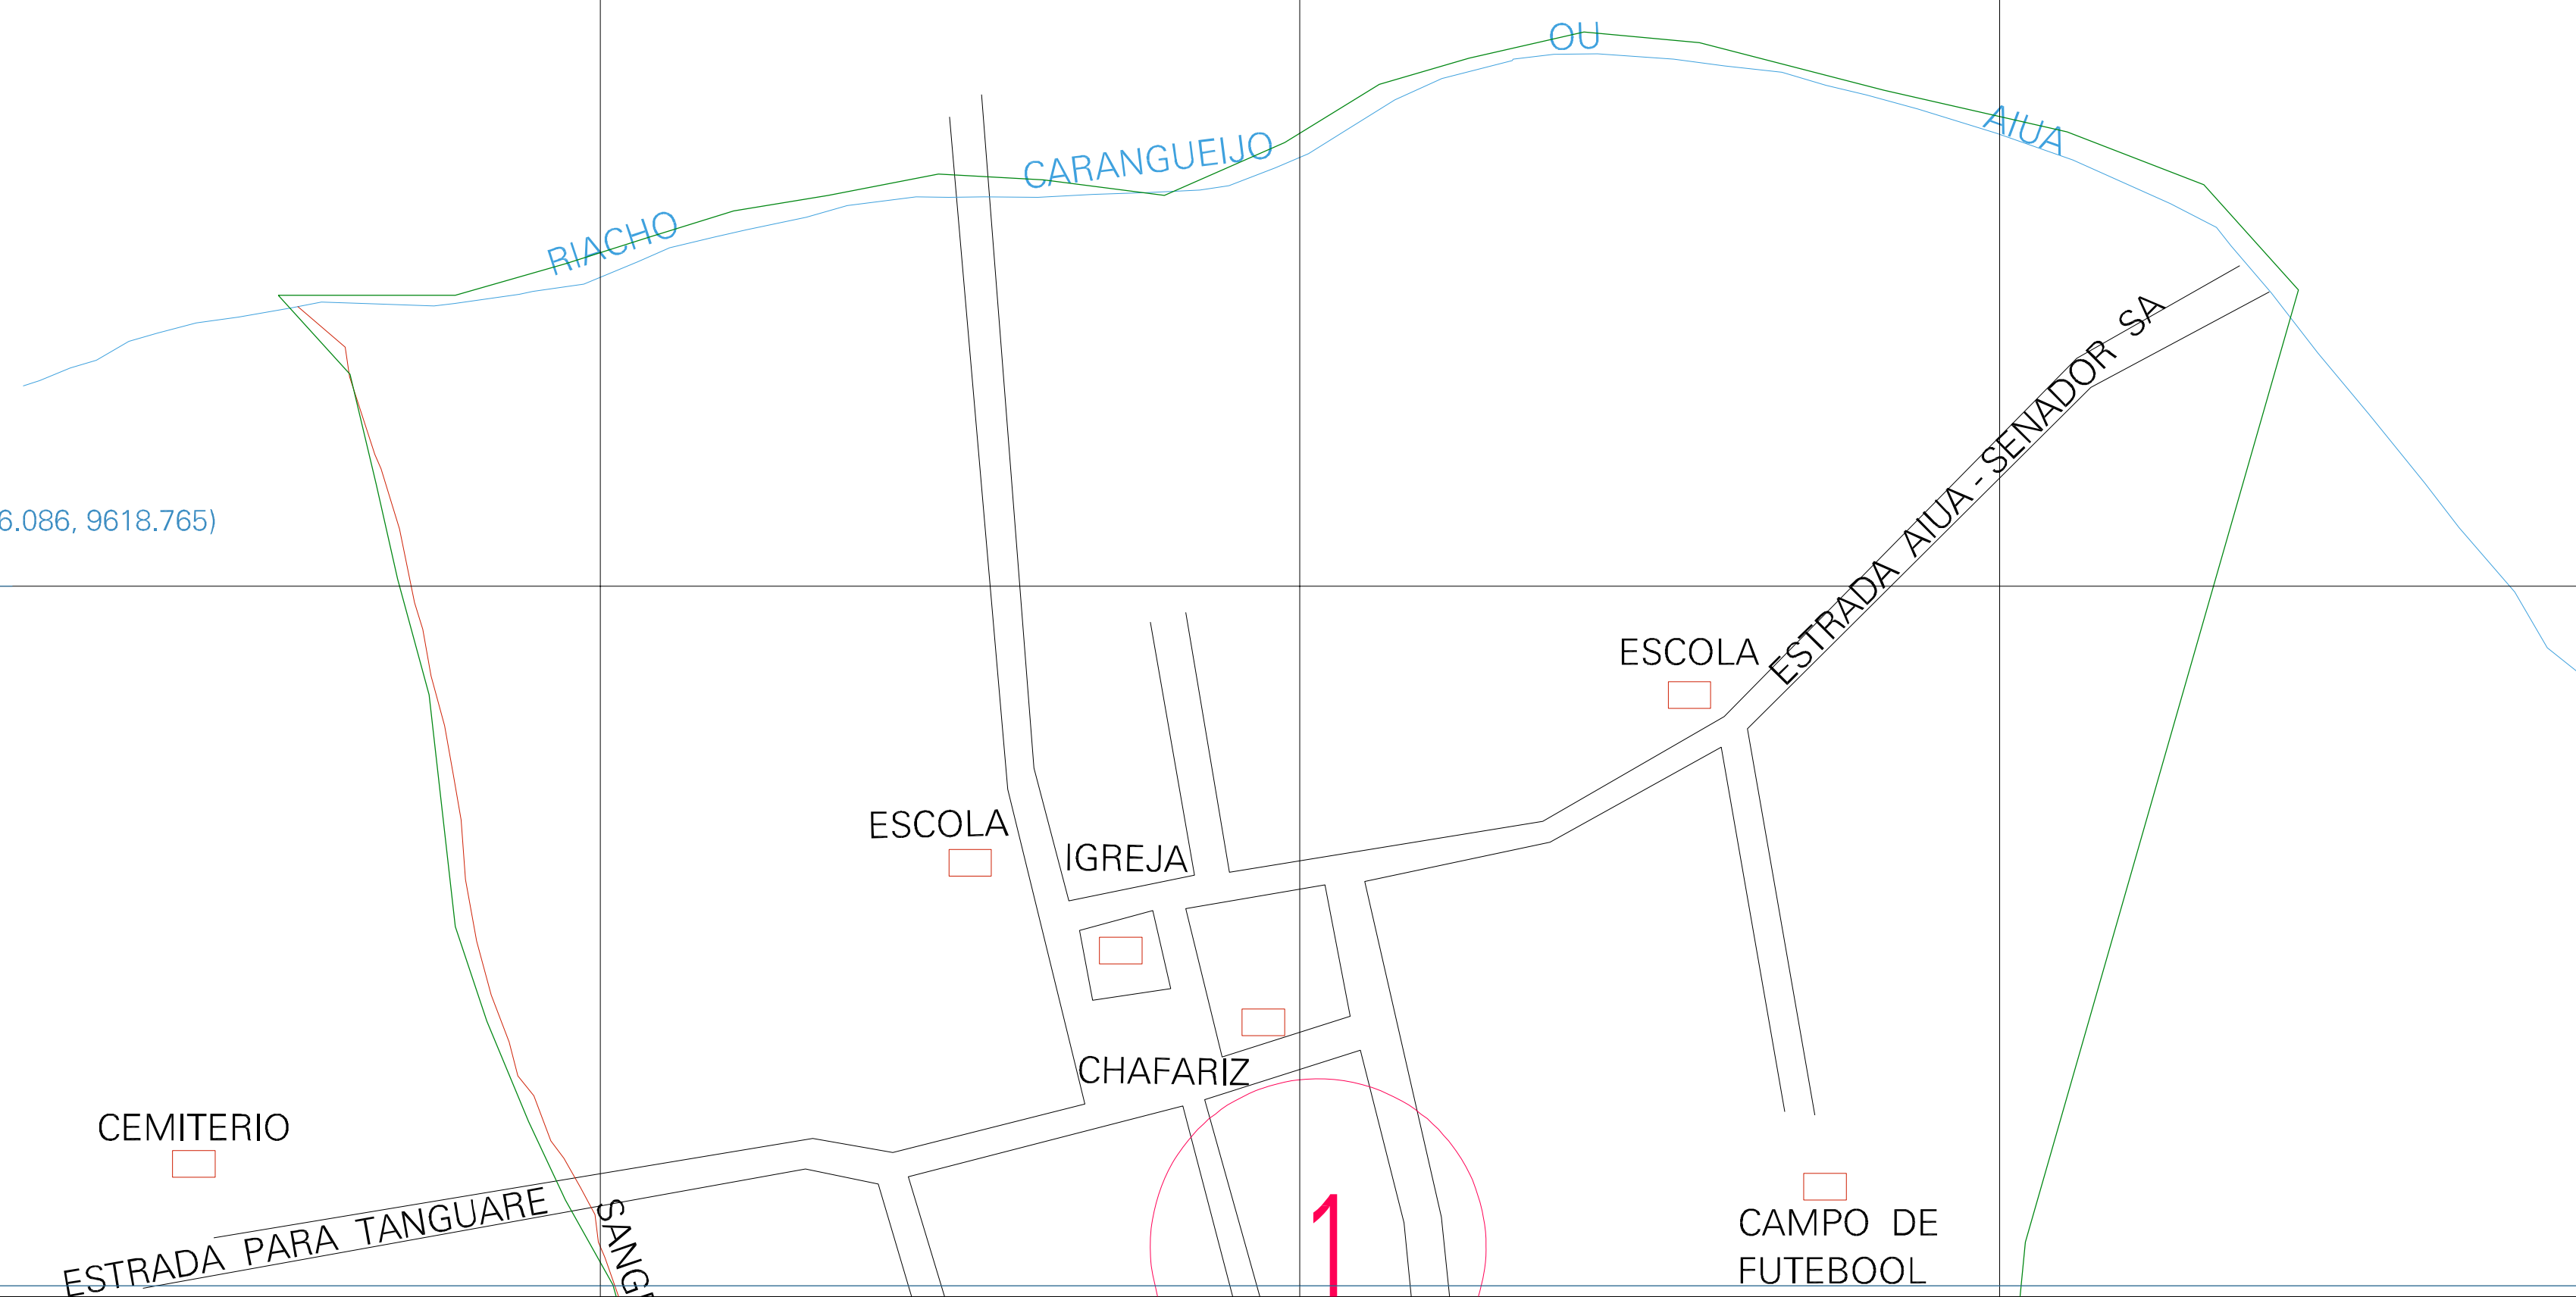 OU
AIUA
CARANGUEIJO
RIACHO
ESTRADA AIUA - SENADOR SA
6.086, 9618.765)
ESCOLA
ESCOLA
IGREJA
CHAFARIZ
CEMITERIO
ESTRADA PARA TANGUARE
SANG
1
CAMPO DE
FUTEBOOL